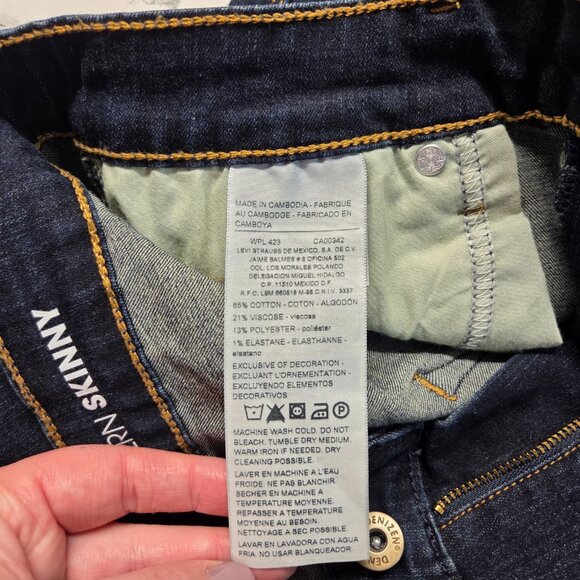 MADE IN CAMBODIA - FABRIQUE
AU CAMBODGE - FABRICADO EN
CAMBOYA
WPL 423 CA00342
LEVI STRAUSS DE MEXICO, S.A. DE C.V.
JAIME BALMES # 8 OFICINA 502
COL. LOS MORALES POLANCO
DELEGACION MIGUEL HIDALGO
C.P. 11510 MEXICO D.F.
R.F.C. LSM 880818 M-98 C.N.I.V. 3337
65% COTTON - COTON - ALGODÓN
21% VISCOSE - viscosa
13% POLYESTER - poliéster
1% ELASTANE - ELASTHANNE -
elastano
EXCLUSIVE OF DECORATION -
EXCLUANT L'ORNEMENTATION -
EXCLUYENDO ELEMENTOS
DECORATIVOS
MACHINE WASH COLD. DO NOT
BLEACH. TUMBLE DRY MEDIUM.
WARM IRON IF NEEDED. DRY
CLEANING POSSIBLE.
LAVER EN MACHINE A L'EAU
FROIDE NE PAS BLANCHIR.
SECHER EN MACHINE A
TEMPERATURE MOYENNE.
REPASSER A TEMPERATURE
MOYENNE AU BESOIN.
NETTOYAGE A SEC POSSIBLE
LAVAR EN LAVADORA CON AGUA
FRIA. NO USAR BLANQUEADOR.
SKINNY
DENIZEN